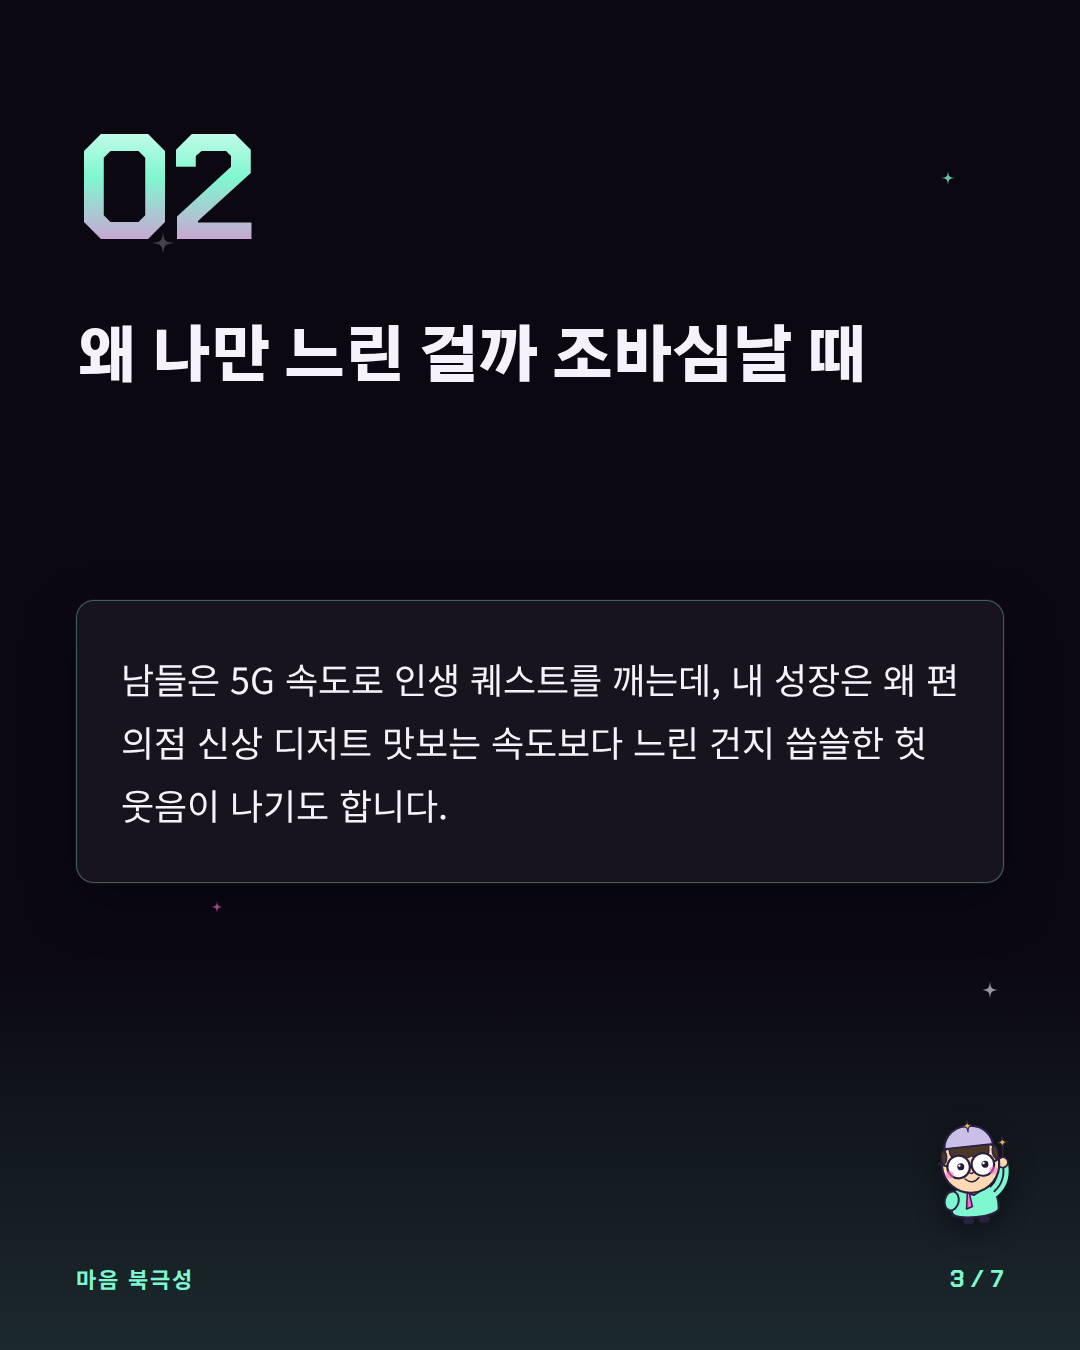 02
왜 나만 느린 걸까 조바심날 때
남들은 5G 속도로 인생 퀘스트를 깨는데, 내 성장은 왜 편
의점 신상 디저트 맛보는 속도보다 느린 건지 씁쓸한 헛
웃음이 나기도 합니다.
마음 북극성
3 / 7